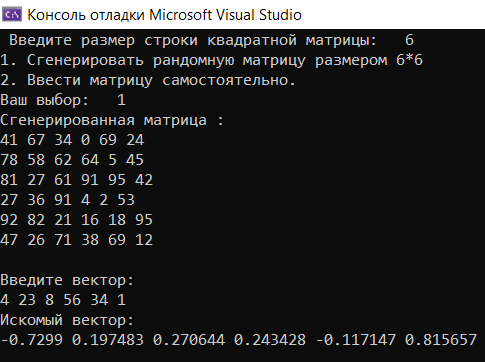 Консоль отладки Microsoft Visual Studio
Введите размер строки квадратной матрицы: 6
1. Сгенерировать рандомную матрицу размером 6*6
2. Ввести матрицу самостоятельно.
Ваш выбор: 1
Сгенерированная матрица :
41 67 34 0 69 24
78 58 62 64 5 45
81 27 61 91 95 42
27 36 91 4 2 53
92 82 21 16 18 95
47 26 71 38 69 12
Введите вектор:
4 23 8 56 34 1
Искомый вектор:
-0.7299 0.197483 0.270644 0.243428 -0.117147 0.815657